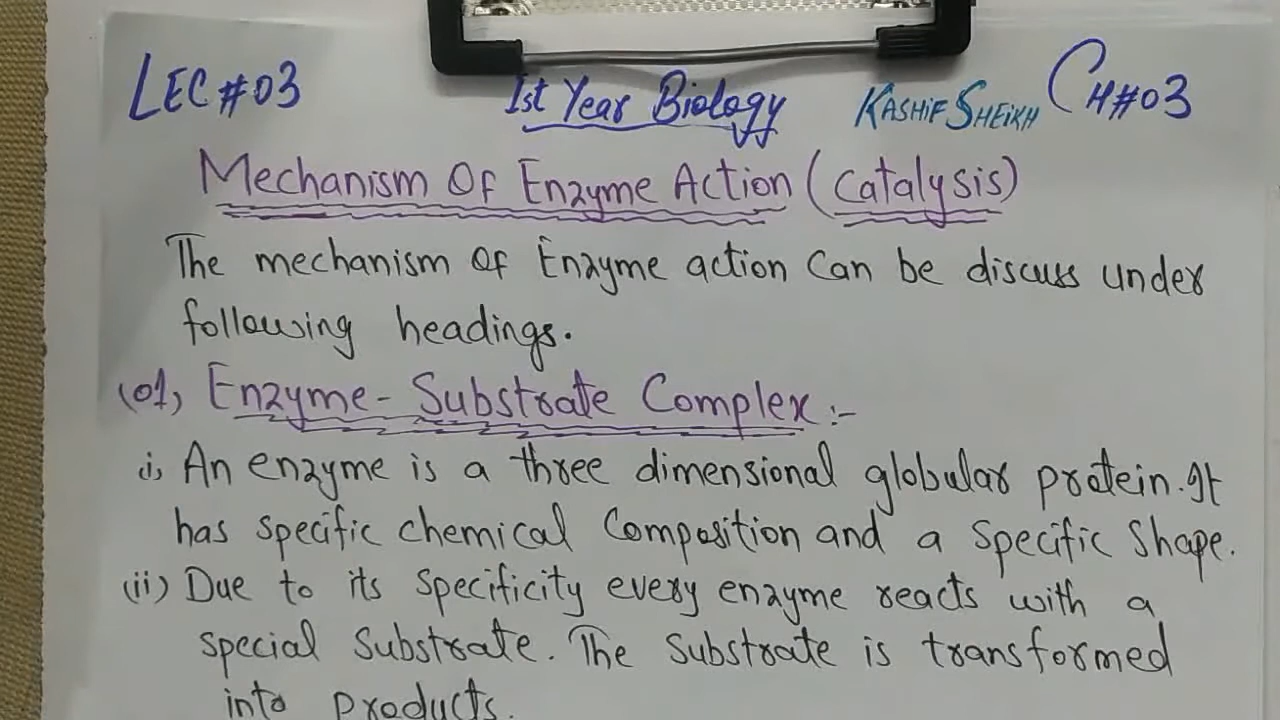 LEC#03 1st Year Biology KASHIF SHEIKH CH#03
Mechanism Of Enzyme Action (Catalysis)
The mechanism of Enzyme action Can be discuss under
following headings.
(01) Enzyme-Substrate Complex:-
i) An enzyme is a three dimensional globular protein. It
has specific chemical Composition and a specific shape.
(ii) Due to its specificity every enzyme reacts with a
special substrate. The substrate is transformed
into products.